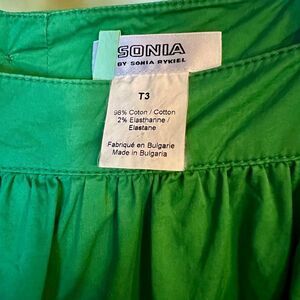 SONIA
BY SONIA RYKIEL
T3
98% Coton / Cotton
2% Elasthanne /
Elastane
Fabriqué en Bulgarie
Made in Bulgaria